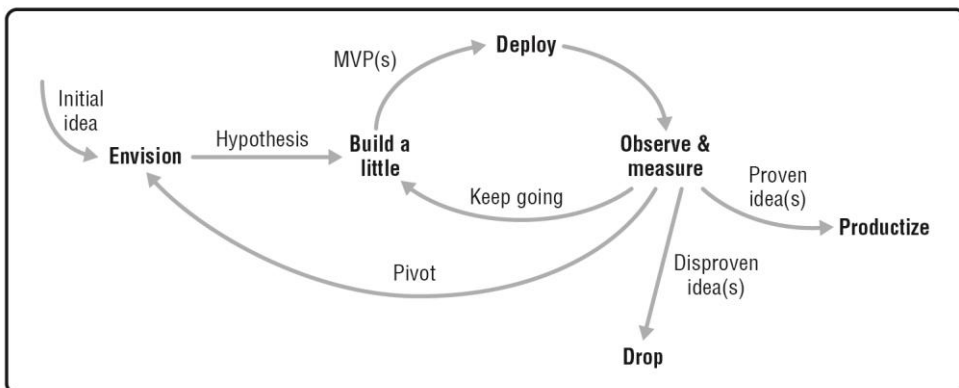 Deploy
MVP(s)
Initial
idea
Envision
Hypothesis
Build a
little
Observe &
measure
Keep going
Proven
idea(s)
Productize
Pivot
Disproven
idea(s)
Drop